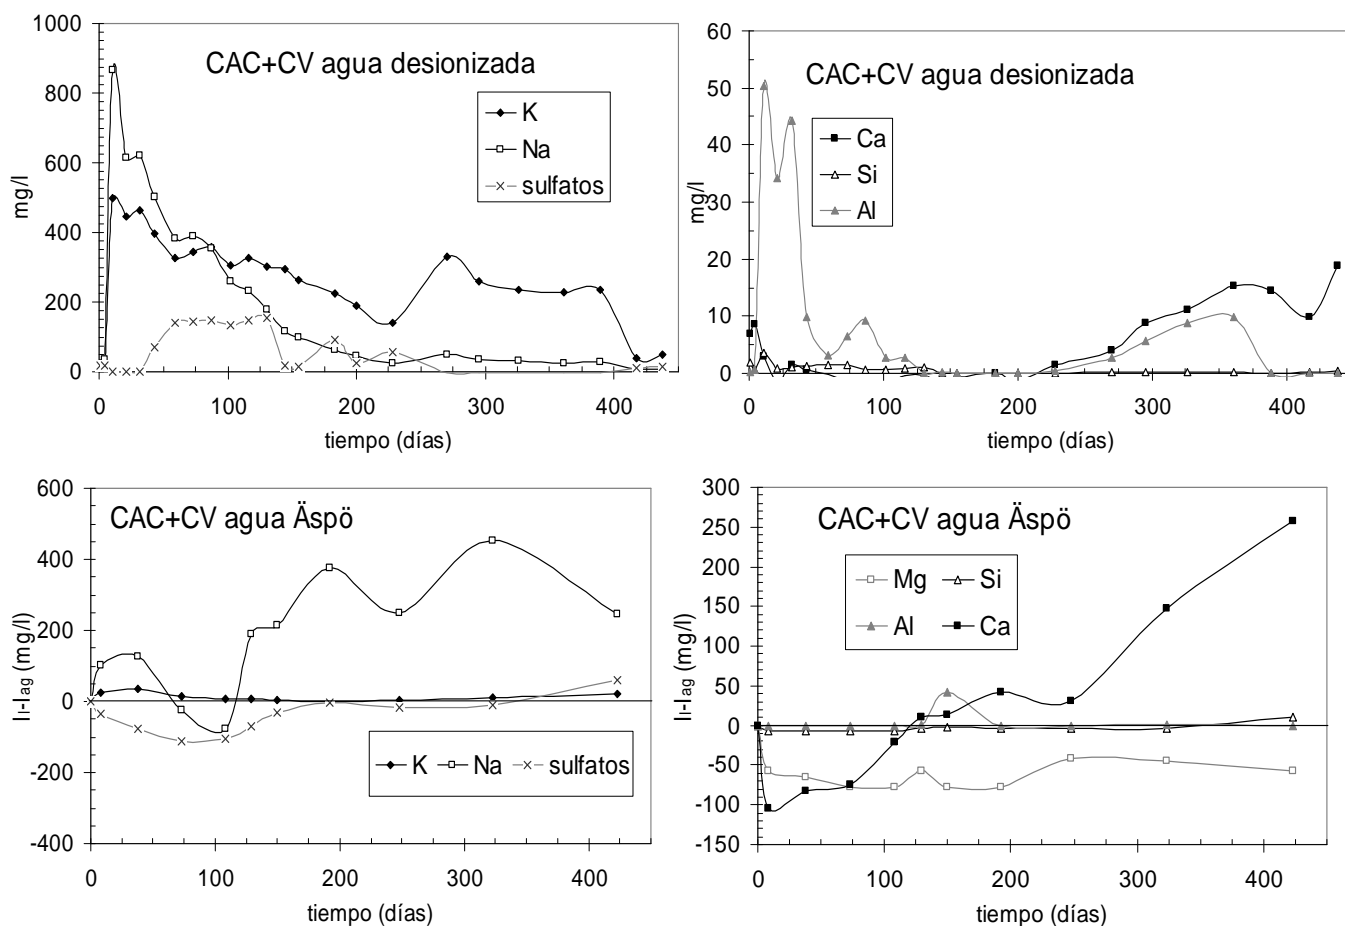 CAC+CV agua desionizada
mg/l
1000
800
600
400
200
0
K
Na
sulfatos
0 100 200 300 400
tiempo (días)
CAC+CV agua desionizada
mg/l
60
50
40
30
20
10
0
Ca
Si
Al
0 100 200 300 400
tiempo (días)
CAC+CV agua Äspö
Il-Iag (mg/l)
600
400
200
0
-200
-400
K Na sulfatos
0 100 200 300 400
tiempo (días)
CAC+CV agua Äspö
Il-Iag (mg/l)
300
250
200
150
100
50
0
-50
-100
-150
Mg Si
Al Ca
0 100 200 300 400
tiempo (días)